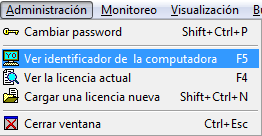 Administración Monitoreo Visualización
Cambiar password Shift+Ctrl+P
Ver identificador de la computadora F5
Ver la licencia actual F4
Cargar una licencia nueva Shift+Ctrl+N
Cerrar ventana Ctrl+Esc